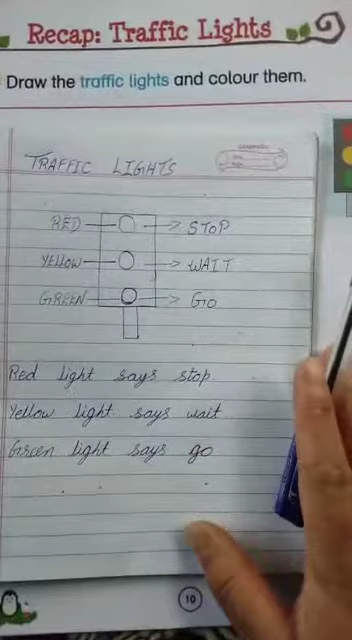 Recap: Traffic Lights
Draw the traffic lights and colour them.
TRAFFIC LIGHTS
RED → STOP
YELLOW → WAIT
GREEN → GO
Red light says stop.
Yellow light says wait
Green light says go
10